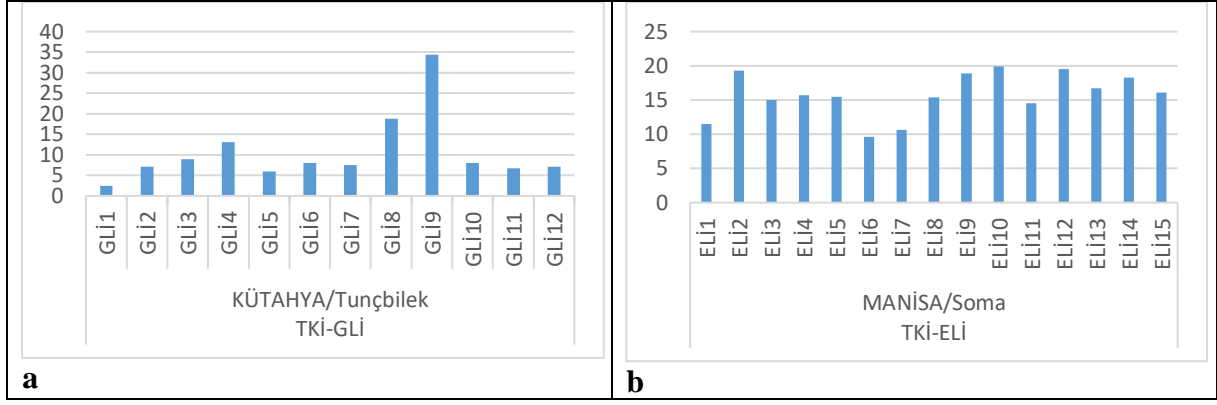 40
35
30
25
20
15
10
5
0
GLİ1
GLİ2
GLİ3
GLİ4
GLİ5
GLİ6
GLİ7
GLİ8
GLİ9
GLİ10
GLİ11
GLİ12
KÜTAHYA/Tunçbilek
TKİ-GLİ
a
25
20
15
10
5
0
ELİ1
ELİ2
ELİ3
ELİ4
ELİ5
ELİ6
ELİ7
ELİ8
ELİ9
ELİ10
ELİ11
ELİ12
ELİ13
ELİ14
ELİ15
MANİSA/Soma
TKİ-ELİ
b